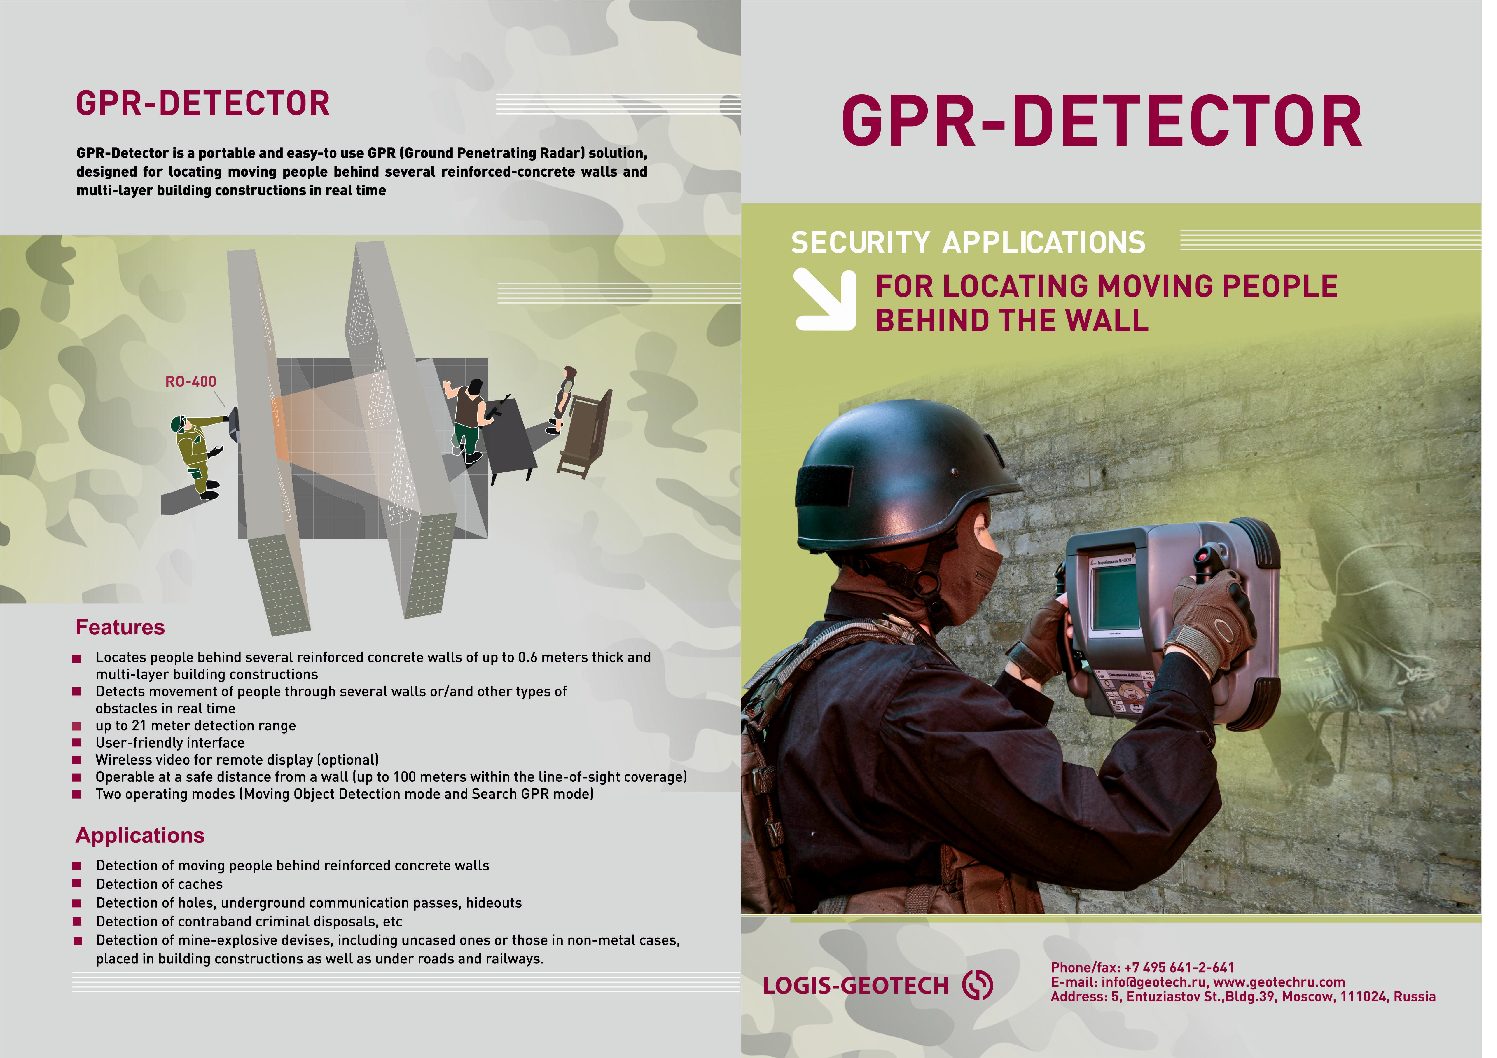 GPR-DETECTOR
GPR-Detector is a portable and easy-to use GPR (Ground Penetrating Radar) solution,
designed for locating moving people behind several reinforced-concrete walls and
multi-layer building constructions in real time
RO-400
Features
Locates people behind several reinforced concrete walls of up to 0.6 meters thick and
multi-layer building constructions
Detects movement of people through several walls or/and other types of
obstacles in real time
up to 21 meter detection range
User-friendly interface
Wireless video for remote display (optional)
Operable at a safe distance from a wall (up to 100 meters within the line-of-sight coverage)
Two operating modes (Moving Object Detection mode and Search GPR mode)
Applications
Detection of moving people behind reinforced concrete walls
Detection of caches
Detection of holes, underground communication passes, hideouts
Detection of contraband criminal disposals, etc
Detection of mine-explosive devises, including uncased ones or those in non-metal cases,
placed in building constructions as well as under roads and railways.
GPR-DETECTOR
SECURITY APPLICATIONS
FOR LOCATING MOVING PEOPLE
BEHIND THE WALL
LOGIS-GEOTECH
Phone/fax: +7 495 641-2-641
E-mail: info@geotech.ru, www.geotechru.com
Address: 5, Entuziastov St.,Bldg.39, Moscow, 111024, Russia